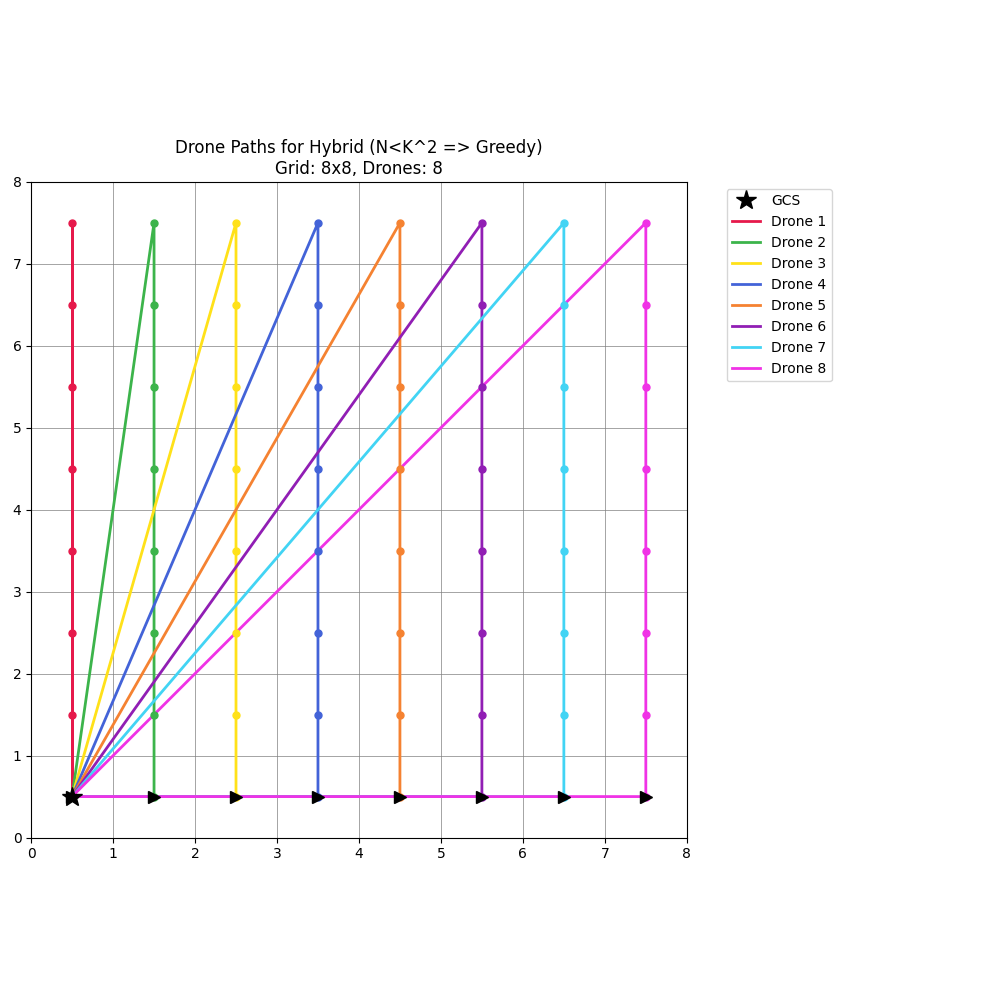 Drone Paths for Hybrid (N<K^2 => Greedy)
Grid: 8x8, Drones: 8
8
7
6
5
4
3
2
1
0
0 1 2 3 4 5 6 7 8
GCS
Drone 1
Drone 2
Drone 3
Drone 4
Drone 5
Drone 6
Drone 7
Drone 8